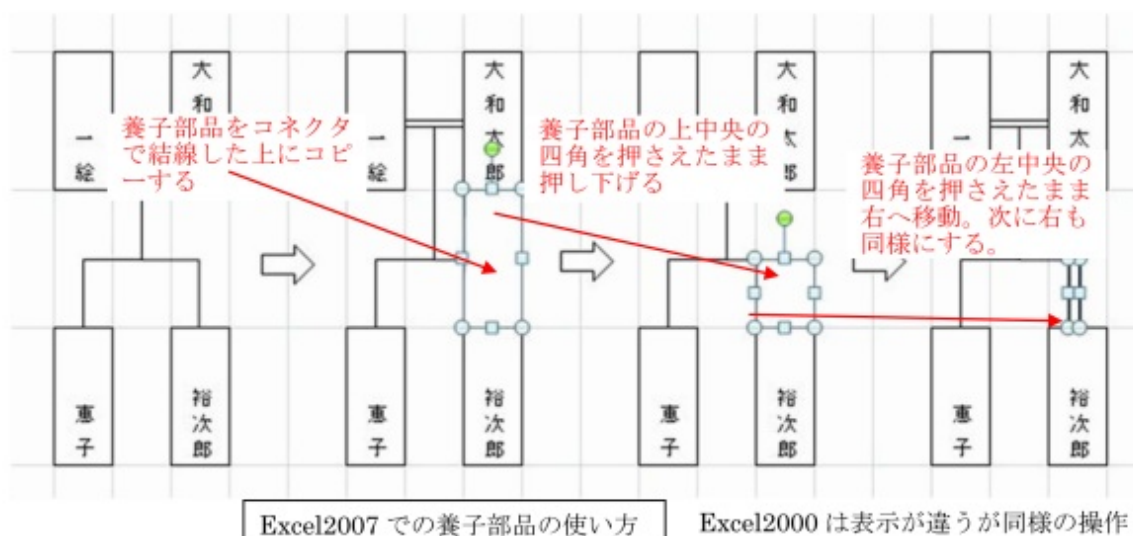 大和太郎
一絵
養子部品をコネクタ
で結線した上にコピ
ーする
惠子
裕次郎
大和太郎
一絵
養子部品の上中央の
四角を押さえたまま
押し下げる
惠子
裕次郎
大和太郎
一
養子部品の左中央の
四角を押さえたまま
右へ移動。次に右も
同様にする。
惠子
裕次郎
大和太
一
惠子
裕次郎
Excel2007 での養子部品の使い方
Excel2000 は表示が違うが同様の操作